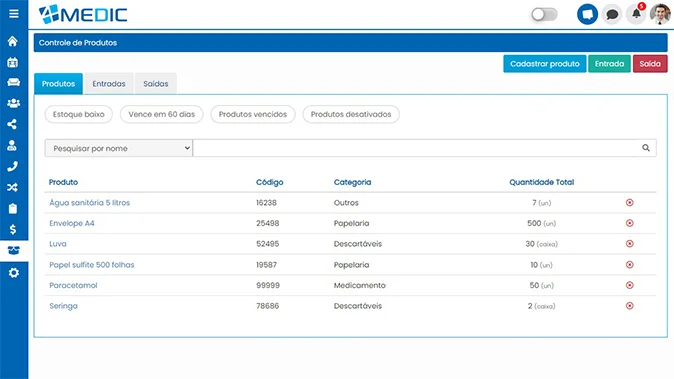 4MEDIC
5
Controle de Produtos
Cadastrar produto Entrada Saída
Produtos Entradas Saídas
Estoque baixo Vence em 60 dias Produtos vencidos Produtos desativados
Pesquisar por nome
Produto Código Categoria Quantidade Total
Água sanitária 5 litros 16238 Outros 7 (un)
Envelope A4 25498 Papelaria 500 (un)
Luva 52495 Descartáveis 30 (caixa)
Papel sulfite 500 folhas 19587 Papelaria 10 (un)
Paracetamol 99999 Medicamento 50 (un)
Seringa 78686 Descartáveis 2 (caixa)